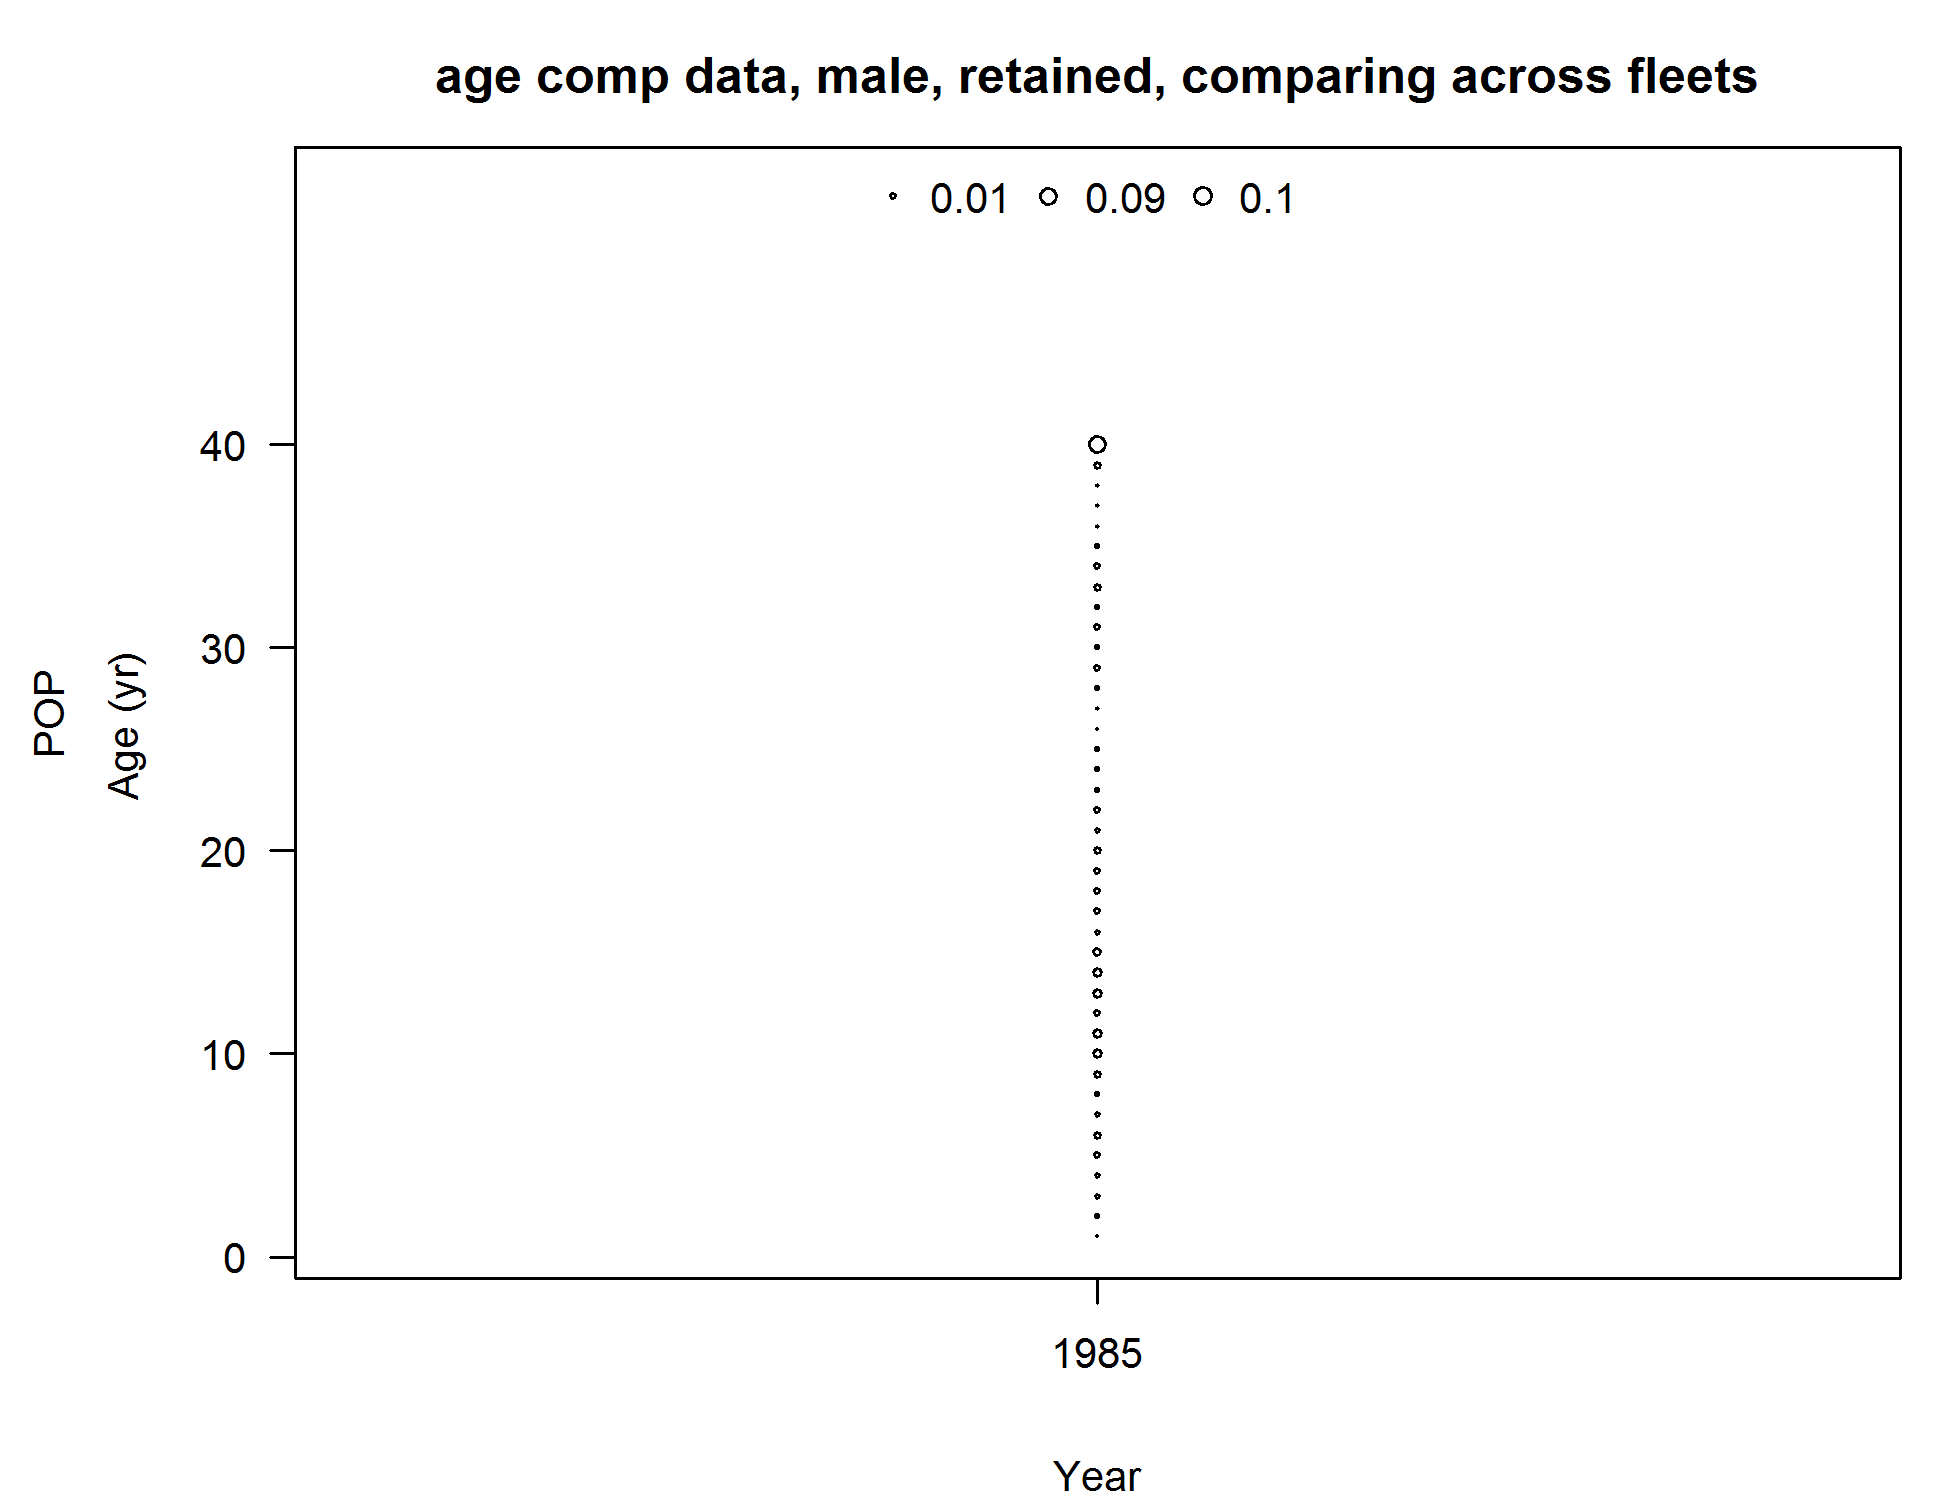 age comp data, male, retained, comparing across fleets
0.01 0.09 0.1
40
30
20
10
0
POP
Age (yr)
1985
Year